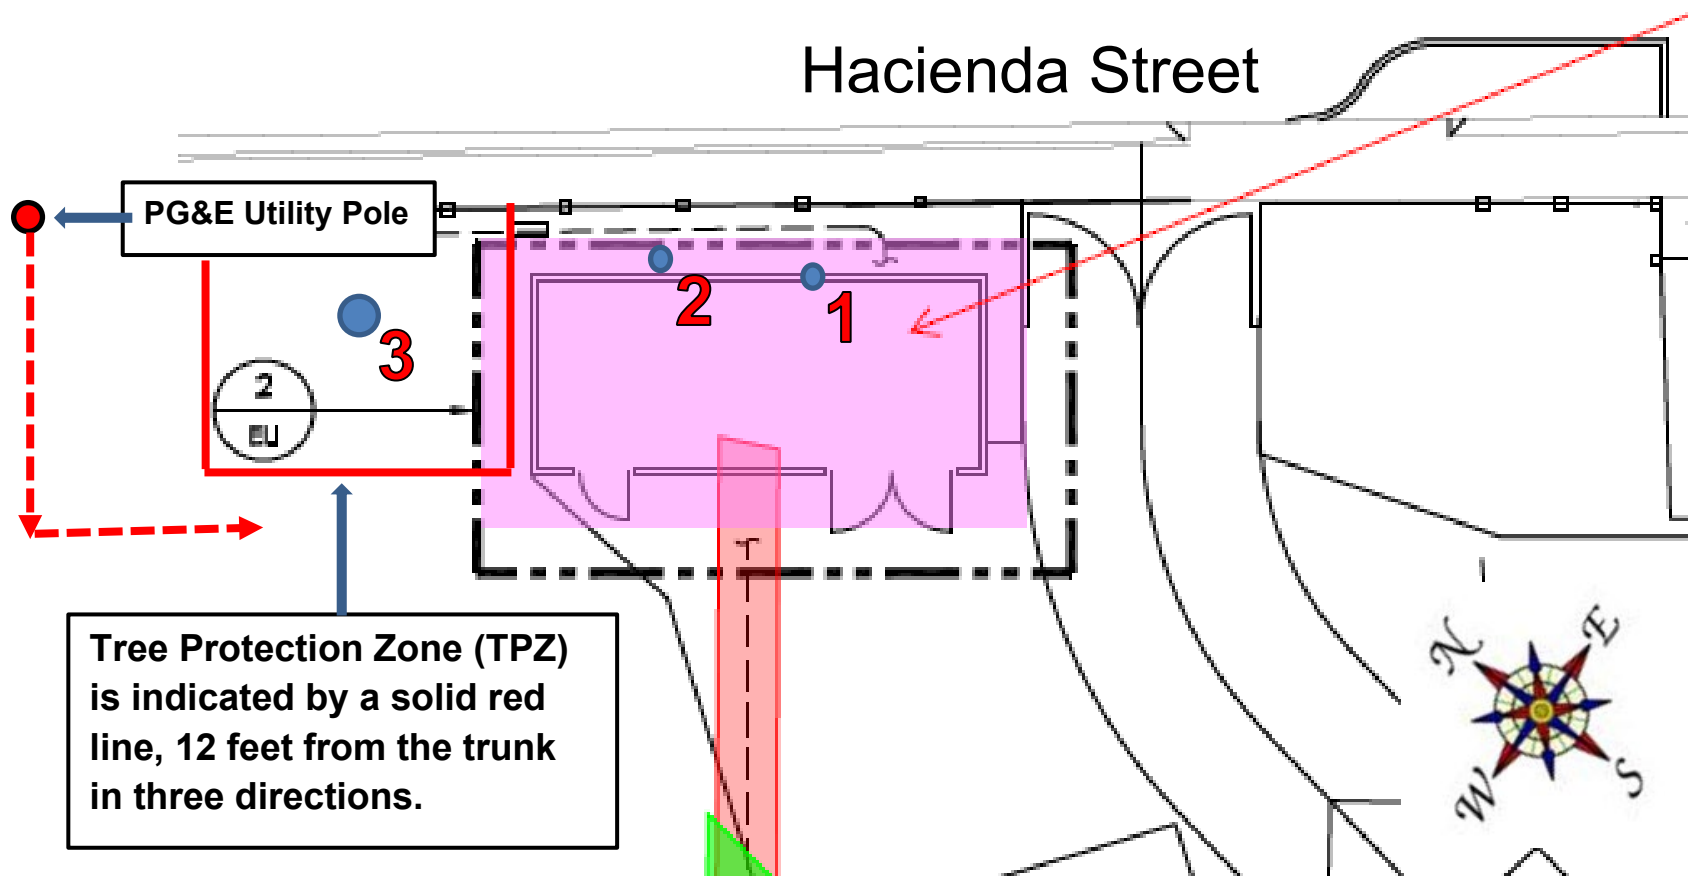 Hacienda Street
PG&E Utility Pole
2
1
3
2
EU
N
E
Tree Protection Zone (TPZ)
is indicated by a solid red
line, 12 feet from the trunk
in three directions.
W
S